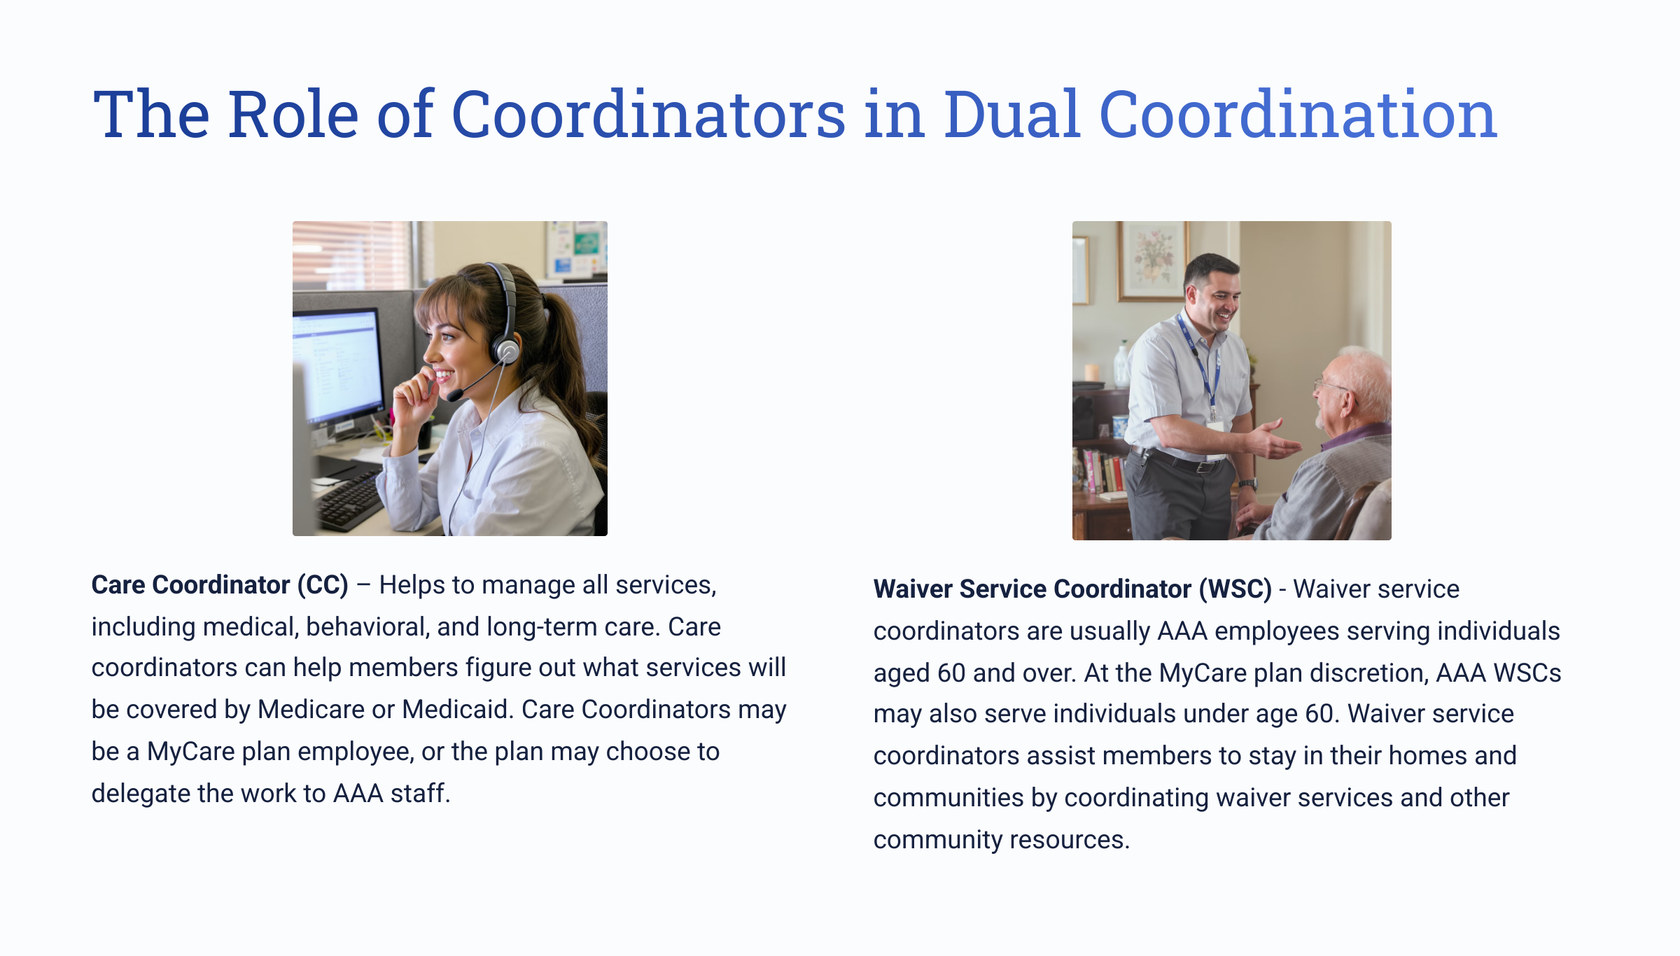 The Role of Coordinators in Dual Coordination
Care Coordinator (CC) – Helps to manage all services,
including medical, behavioral, and long-term care. Care
coordinators can help members figure out what services will
be covered by Medicare or Medicaid. Care Coordinators may
be a MyCare plan employee, or the plan may choose to
delegate the work to AAA staff.
Waiver Service Coordinator (WSC) - Waiver service
coordinators are usually AAA employees serving individuals
aged 60 and over. At the MyCare plan discretion, AAA WSCs
may also serve individuals under age 60. Waiver service
coordinators assist members to stay in their homes and
communities by coordinating waiver services and other
community resources.